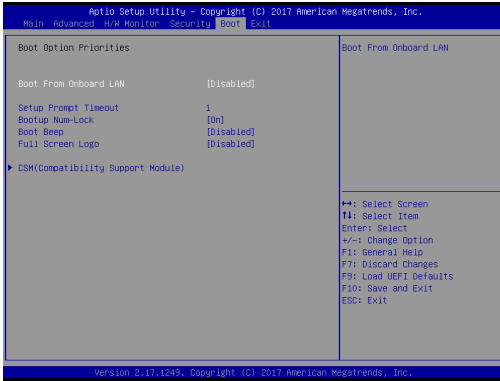 Aptio Setup Utility – Copyright (C) 2017 American Megatrends, Inc.
Main Advanced H/W Monitor Security Boot Exit
Boot Option Priorities
Boot From Onboard LAN [Disabled]
Setup Prompt Timeout 1
Bootup Num-Lock [On]
Boot Beep [Disabled]
Full Screen Logo [Disabled]
CSM(Compatibility Support Module)
Boot From Onboard LAN
↔: Select Screen
↑↓: Select Item
Enter: Select
+/-: Change Option
F1: General Help
F7: Discard Changes
F9: Load UEFI Defaults
F10: Save and Exit
ESC: Exit
Version 2.17.1249. Copyright (C) 2017 American Megatrends, Inc.